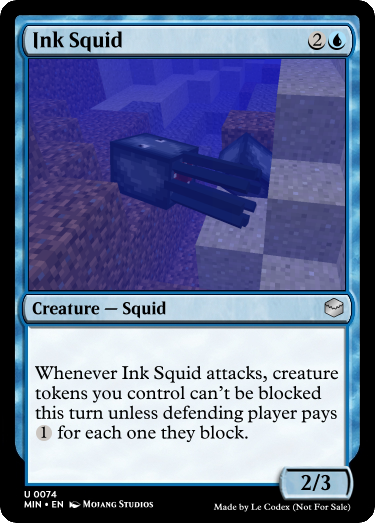 Ink Squid 2
Creature — Squid
Whenever Ink Squid attacks, creature
tokens you control can't be blocked
this turn unless defending player pays
1 for each one they block.
2/3
U 0074
MIN • EN Mojang Studios
Made by Le Codex (Not For Sale)